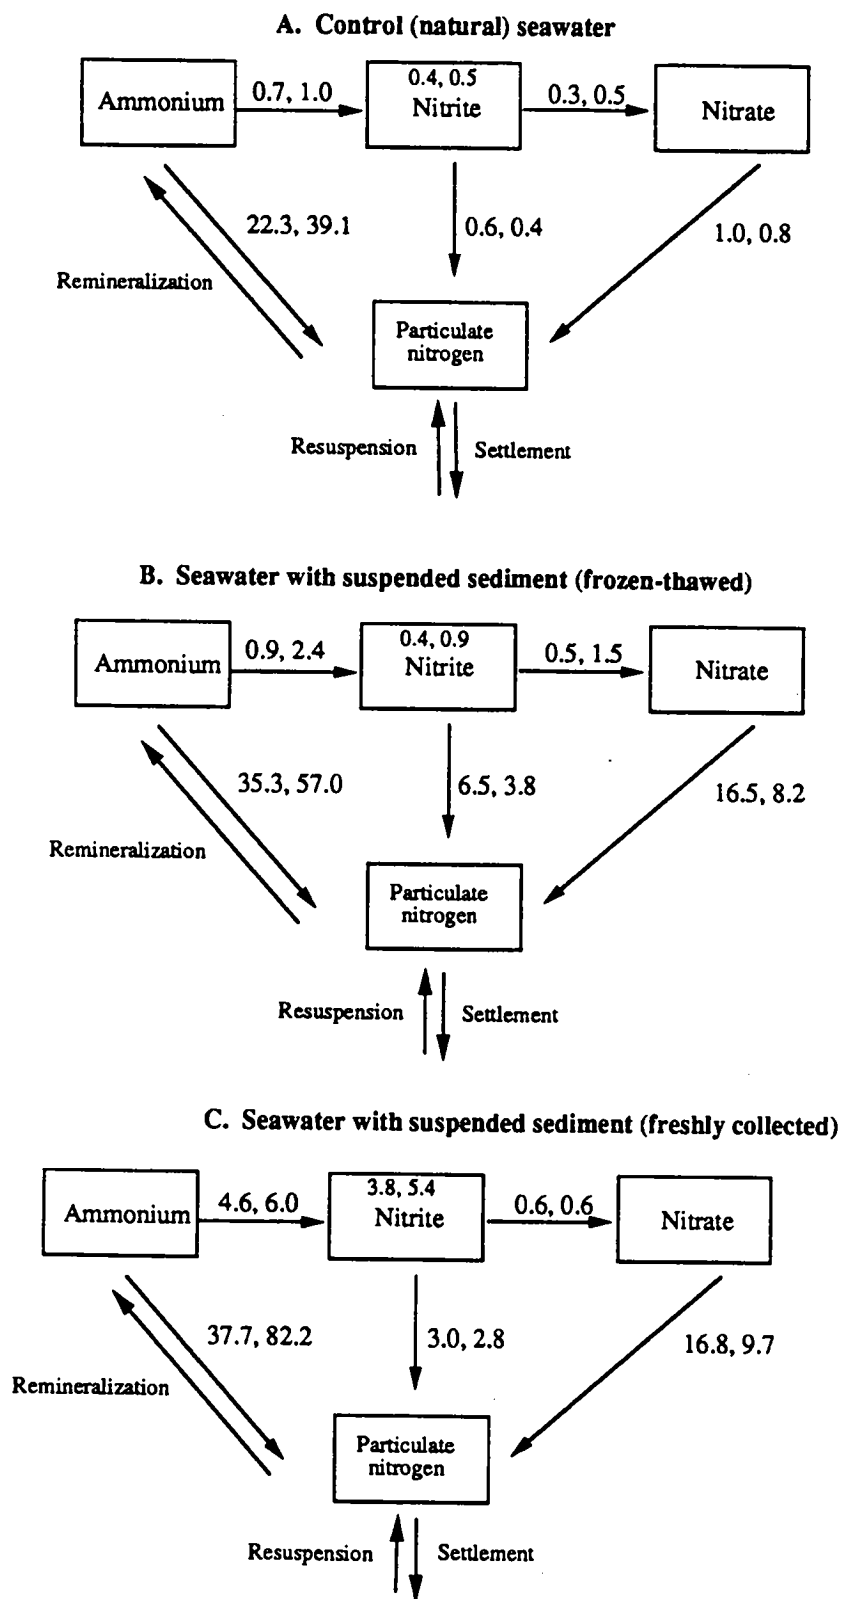 A. Control (natural) seawater
Ammonium
0.7, 1.0
0.4, 0.5
Nitrite
0.3, 0.5
Nitrate
22.3, 39.1
0.6, 0.4
1.0, 0.8
Remineralization
Particulate
nitrogen
Resuspension
Settlement
B. Seawater with suspended sediment (frozen-thawed)
Ammonium
0.9, 2.4
0.4, 0.9
Nitrite
0.5, 1.5
Nitrate
35.3, 57.0
6.5, 3.8
16.5, 8.2
Remineralization
Particulate
nitrogen
Resuspension
Settlement
C. Seawater with suspended sediment (freshly collected)
Ammonium
4.6, 6.0
3.8, 5.4
Nitrite
0.6, 0.6
Nitrate
37.7, 82.2
3.0, 2.8
16.8, 9.7
Remineralization
Particulate
nitrogen
Resuspension
Settlement